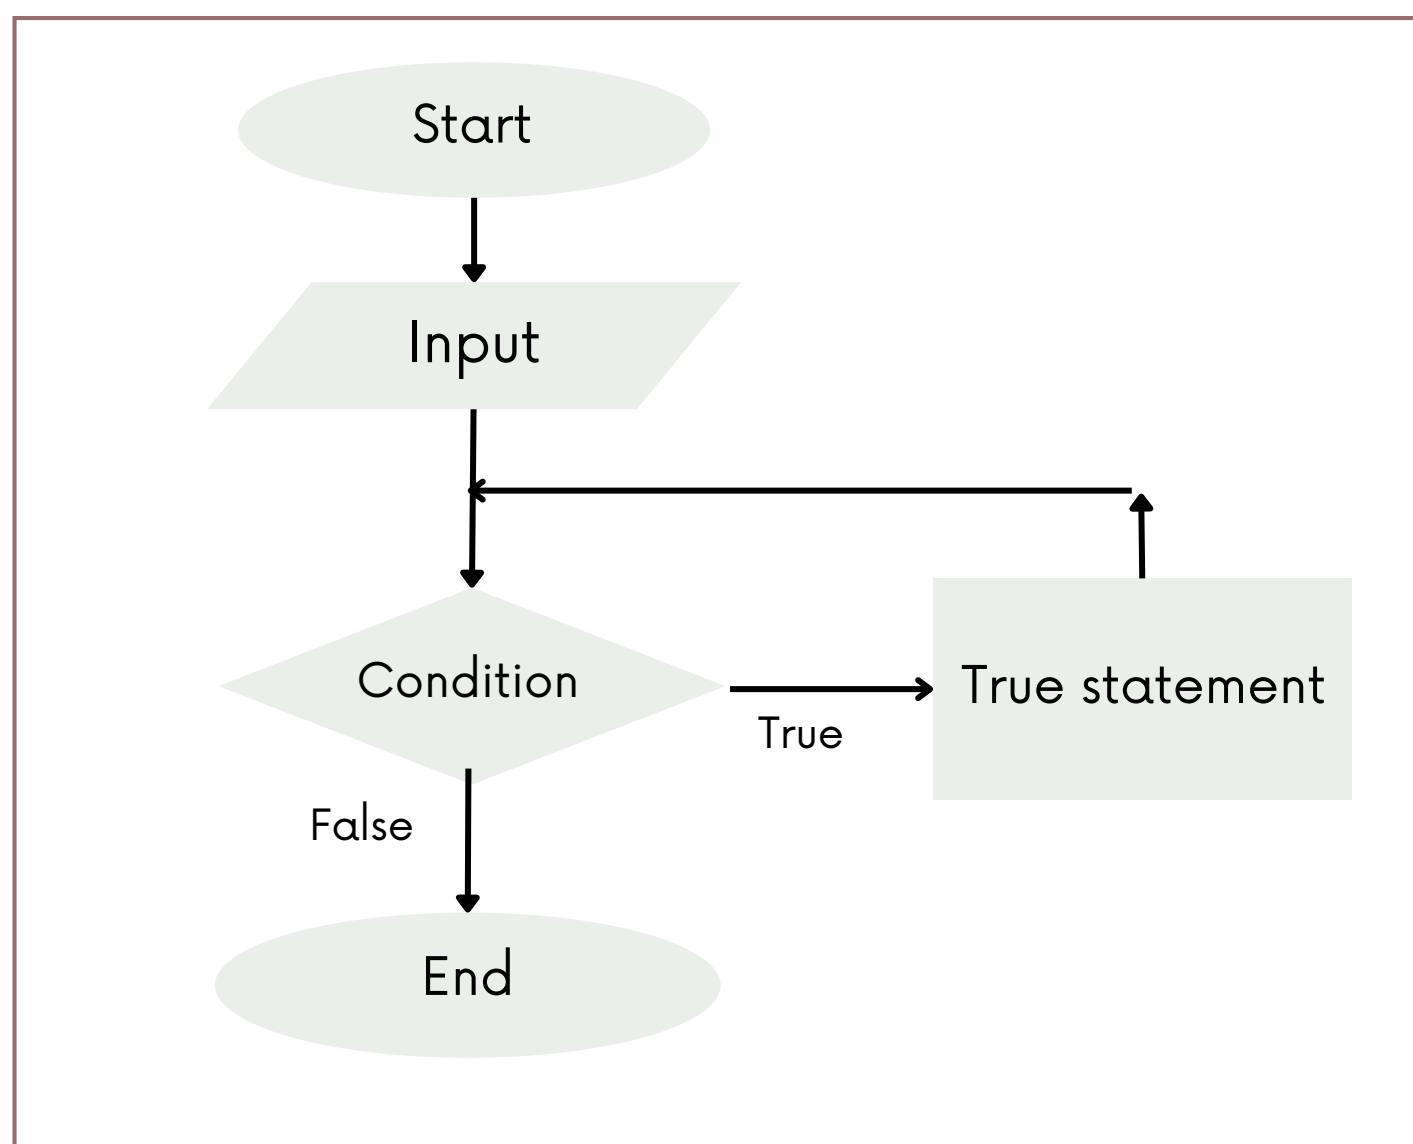 Start
Input
Condition
True statement
True
False
End